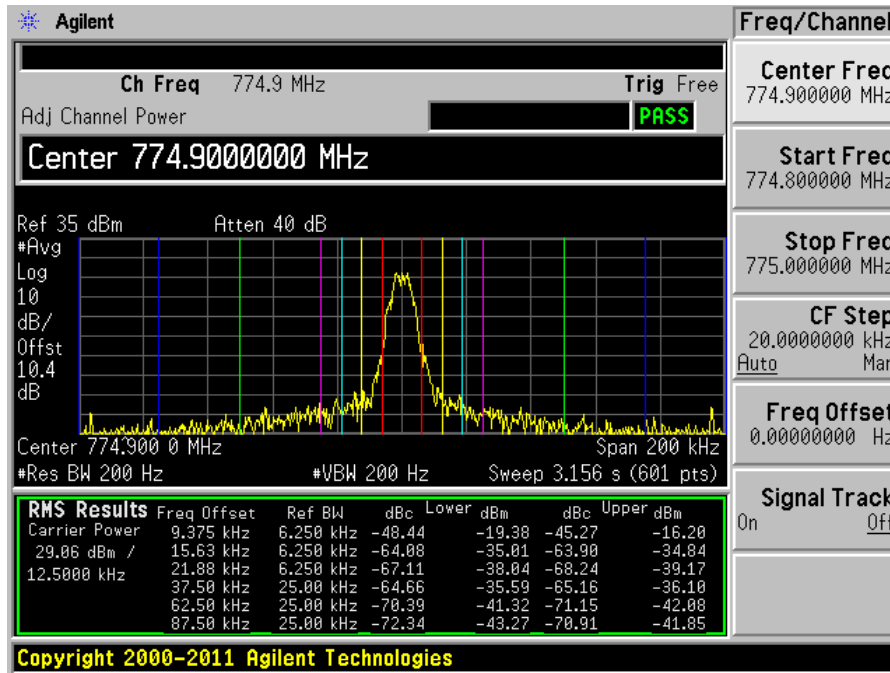 Agilent
Freq/Channel
Ch Freq 774.9 MHz Trig Free
Adj Channel Power PASS
Center 774.9000000 MHz
Ref 35 dBm Atten 40 dB
#Avg
Log
10
dB/
Offst
10.4
dB
Center 774.900 0 MHz Span 200 kHz
#Res BW 200 Hz #VBW 200 Hz Sweep 3.156 s (601 pts)
RMS Results Freq Offset Ref BW dBc Lower dBm dBc Upper dBm
Carrier Power 9.375 kHz 6.250 kHz -48.44 -19.38 -45.27 -16.20
29.06 dBm / 15.63 kHz 6.250 kHz -64.08 -35.01 -63.90 -34.84
12.5000 kHz 21.88 kHz 6.250 kHz -67.11 -38.04 -68.24 -39.17
37.50 kHz 25.00 kHz -64.66 -35.59 -65.16 -36.10
62.50 kHz 25.00 kHz -70.39 -41.32 -71.15 -42.08
87.50 kHz 25.00 kHz -72.34 -43.27 -70.91 -41.85
Center Freq
774.900000 MHz
Start Freq
774.800000 MHz
Stop Freq
775.000000 MHz
CF Step
20.0000000 kHz
Auto Man
Freq Offset
0.00000000 Hz
Signal Track
On Off
Copyright 2000-2011 Agilent Technologies